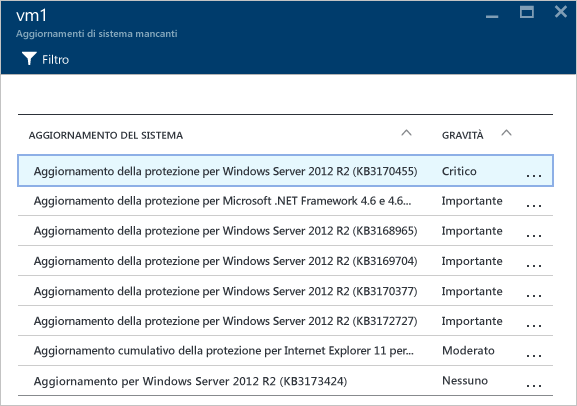 vm1
Aggiornamenti di sistema mancanti
Filtro
AGGIORNAMENTO DEL SISTEMA GRAVITÀ
Aggiornamento della protezione per Windows Server 2012 R2 (KB3170455) Critico ...
Aggiornamento della protezione per Microsoft .NET Framework 4.6 e 4.6... Importante ...
Aggiornamento della protezione per Windows Server 2012 R2 (KB3168965) Importante ...
Aggiornamento della protezione per Windows Server 2012 R2 (KB3169704) Importante ...
Aggiornamento della protezione per Windows Server 2012 R2 (KB3170377) Importante ...
Aggiornamento della protezione per Windows Server 2012 R2 (KB3172727) Importante ...
Aggiornamento cumulativo della protezione per Internet Explorer 11 per... Moderato ...
Aggiornamento per Windows Server 2012 R2 (KB3173424) Nessuno ...